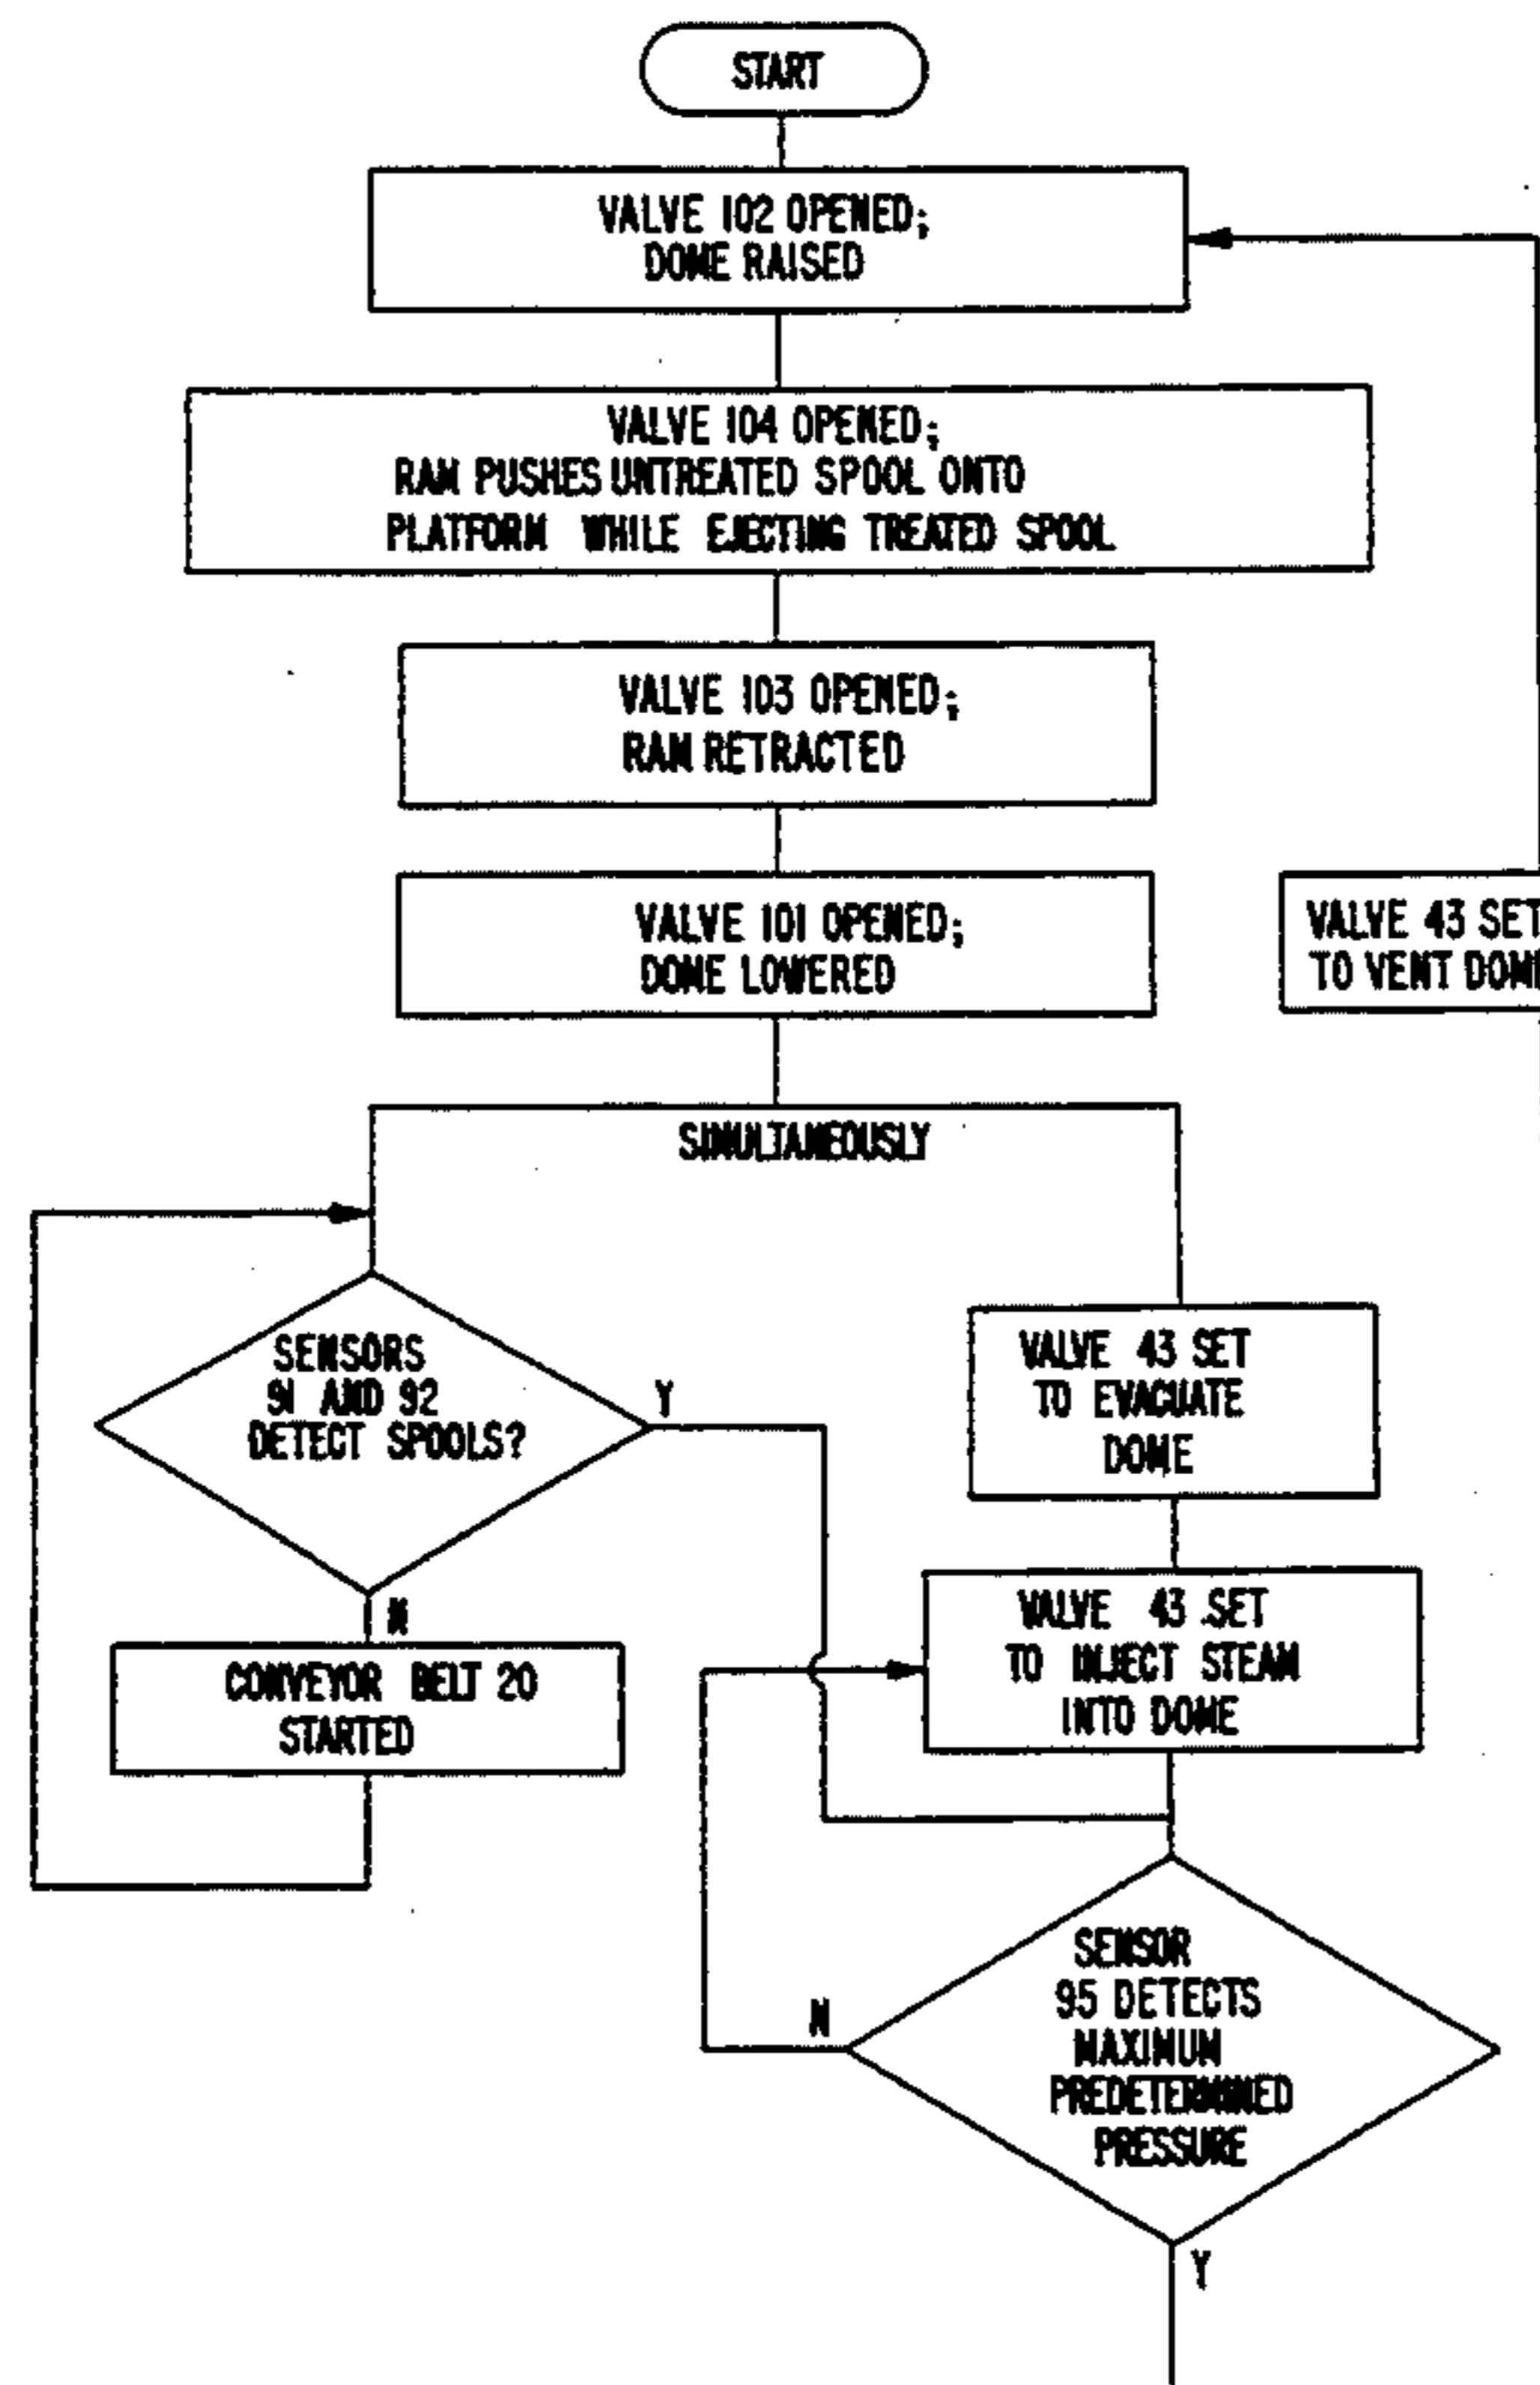 START
VALVE 102 OPENED;
DOME RAISED
VALVE 104 OPENED;
RAM PUSHES UNTREATED SPOOL ONTO
PLATFORM WHILE EJECTING TREATED SPOOL
VALVE 103 OPENED;
RAM RETRACTED
VALVE 101 OPENED;
DOME LOWERED
VALVE 43 SET
TO VENT DOME
SIMULTANEOUSLY
SENSORS
91 AND 92
DETECT SPOOLS?
Y
N
CONVEYOR BELT 20
STARTED
VALVE 43 SET
TO EVACUATE
DOME
VALVE 43 SET
TO INJECT STEAM
INTO DOME
SENSOR
95 DETECTS
MAXIMUM
PREDETERMINED
PRESSURE
N
Y